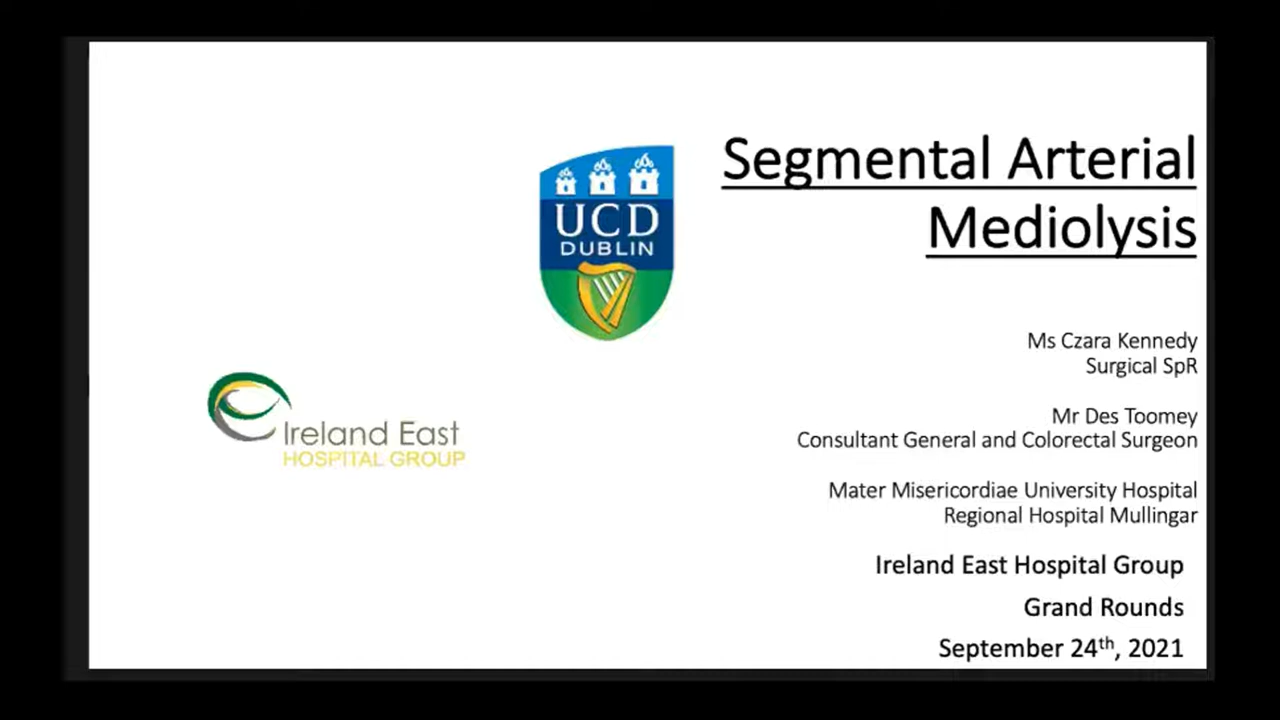 Segmental Arterial
Mediolysis
UCD
DUBLIN
Ms Czara Kennedy
Surgical SpR
Mr Des Toomey
Consultant General and Colorectal Surgeon
Ireland East
HOSPITAL GROUP
Mater Misericordiae University Hospital
Regional Hospital Mullingar
Ireland East Hospital Group
Grand Rounds
September 24th, 2021